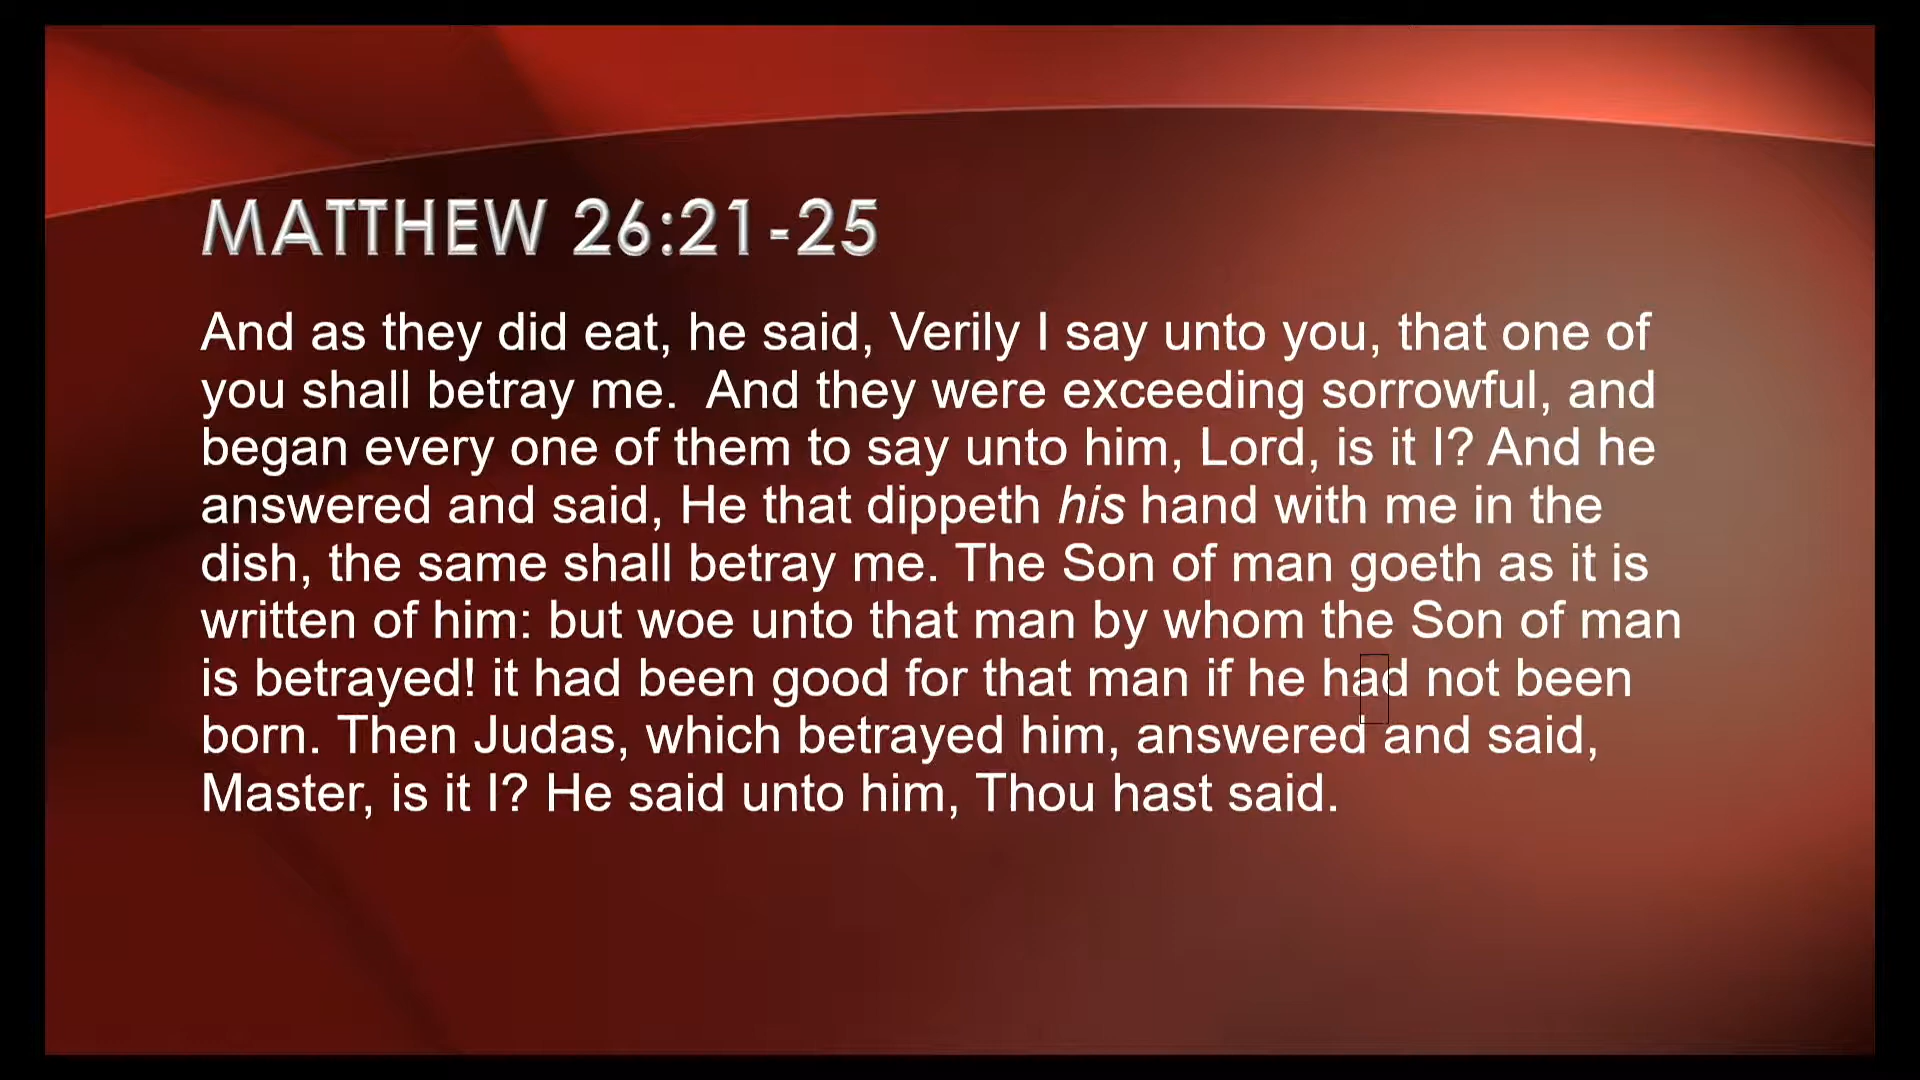 MATTHEW 26:21-25
And as they did eat, he said, Verily I say unto you, that one of
you shall betray me.  And they were exceeding sorrowful, and
began every one of them to say unto him, Lord, is it I? And he
answered and said, He that dippeth his hand with me in the
dish, the same shall betray me. The Son of man goeth as it is
written of him: but woe unto that man by whom the Son of man
is betrayed! it had been good for that man if he had not been
born. Then Judas, which betrayed him, answered and said,
Master, is it I? He said unto him, Thou hast said.